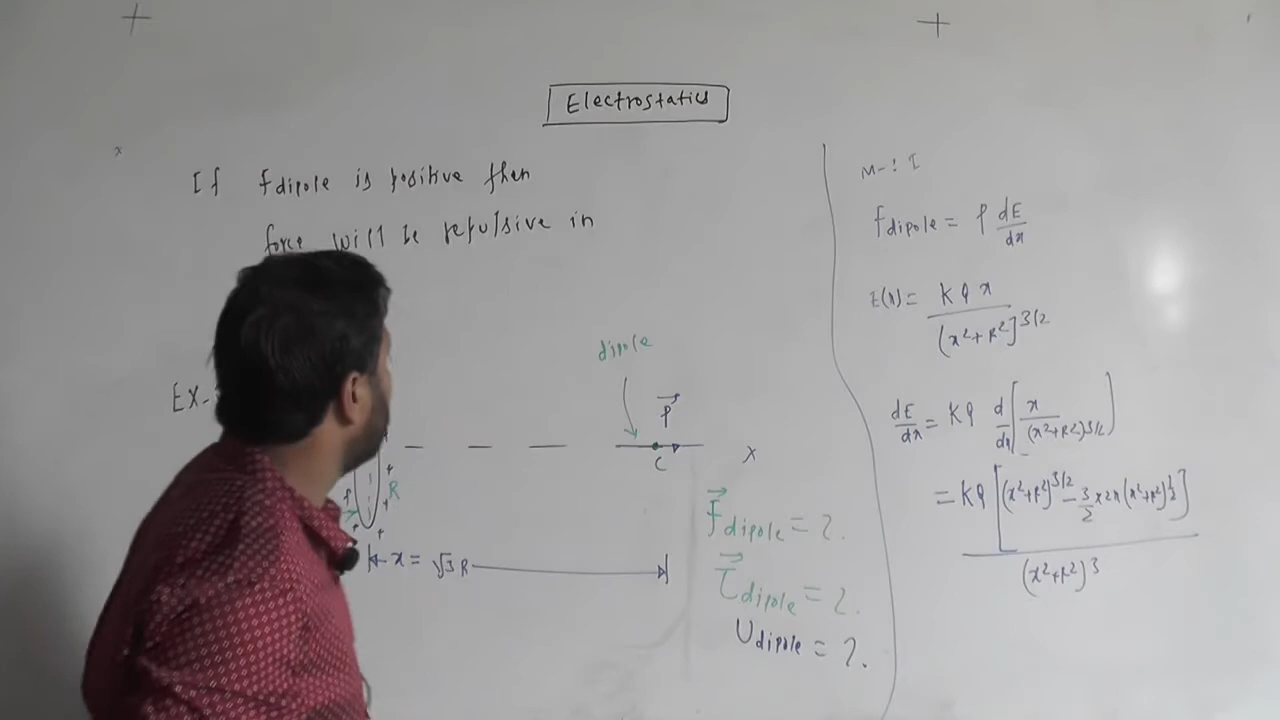 Electrostatics
If Fdipole is positive then
force will be repulsive in
Ex-
dipole
P⃗
C
x
R
x = √3 R
F⃗dipole = ?.
τ⃗dipole = ?.
Udipole = ?.
M-: I
Fdipole = P dE/dx
E(x) = KQx/(x²+R²]^3/2
dE/dx = KQ d/dx [x/(x²+R²)^3/2]
= KQ [(x²+R²)^3/2 - 3/2 × 2x (x²+R²)^1/2]/(x²+R²)^3